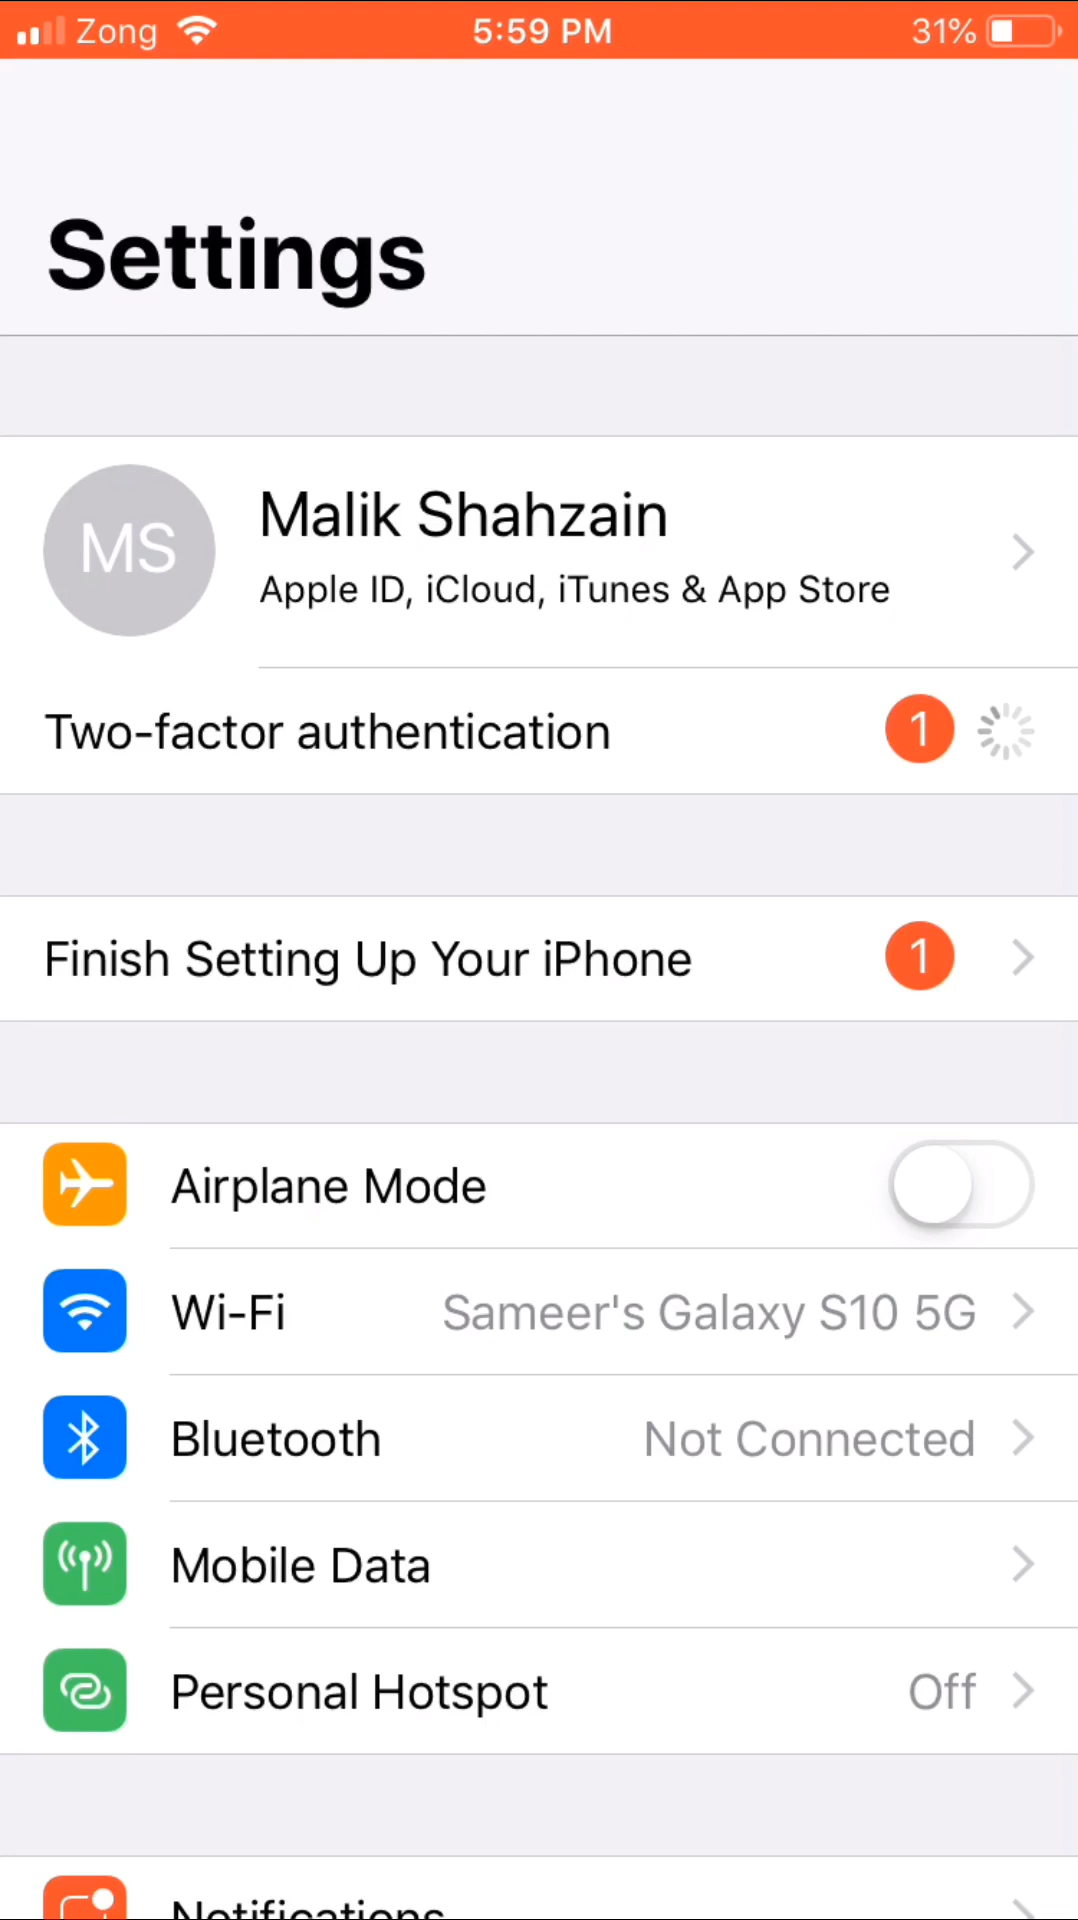 Zong 5:59 PM 31%
Settings
MS
Malik Shahzain
Apple ID, iCloud, iTunes & App Store
Two-factor authentication 1
Finish Setting Up Your iPhone 1
Airplane Mode
Wi-Fi Sameer's Galaxy S10 5G
Bluetooth Not Connected
Mobile Data
Personal Hotspot Off
Notifications